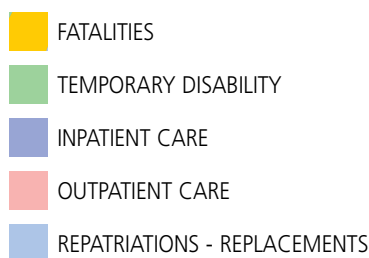 FATALITIES
TEMPORARY DISABILITY
INPATIENT CARE
OUTPATIENT CARE
REPATRIATIONS - REPLACEMENTS